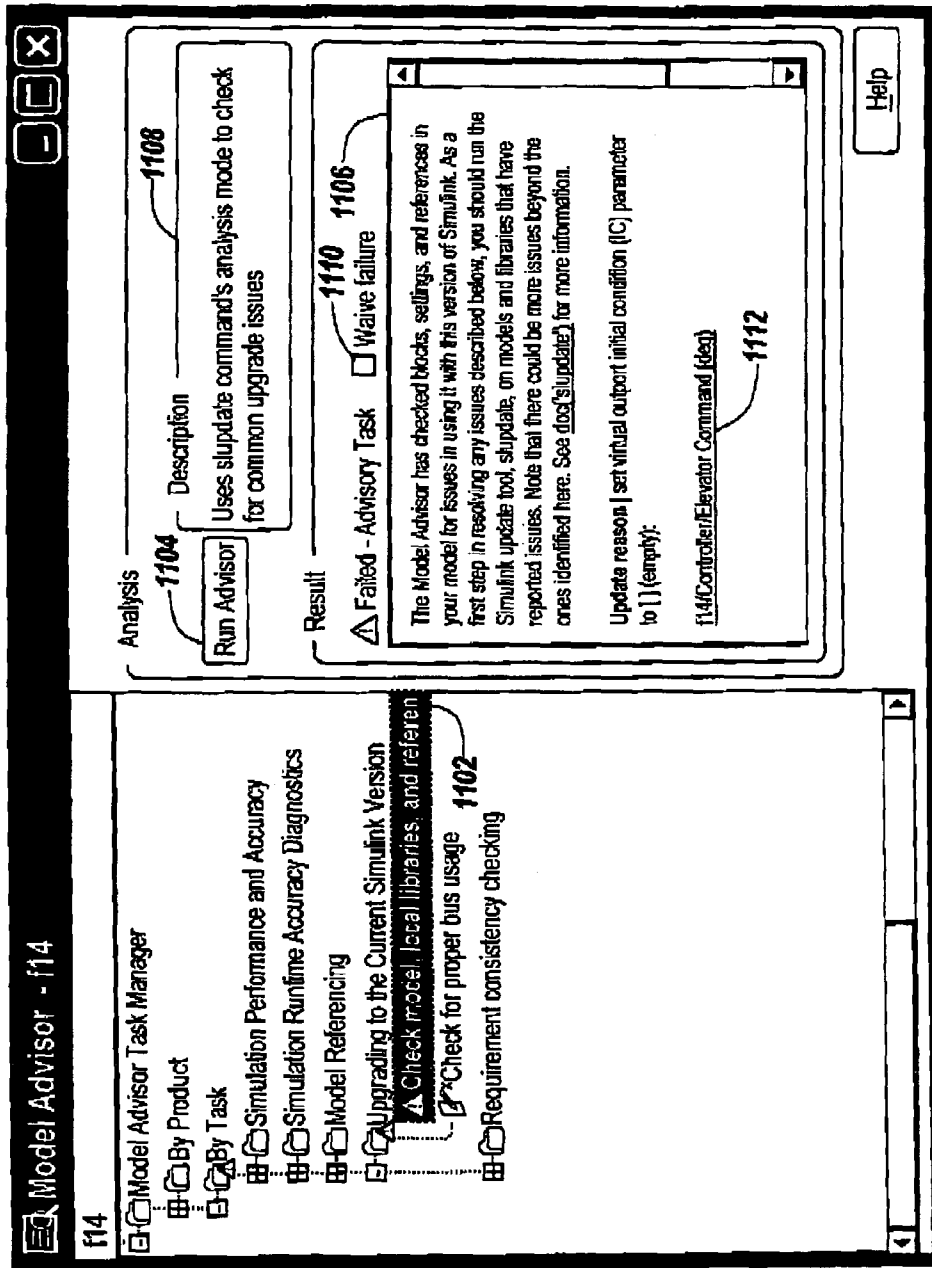 Model Advisor - f14
f14
Model Advisor Task Manager
By Product
By Task
Simulation Performance and Accuracy
Simulation Runtime Accuracy Diagnostics
Model Referencing
Upgrading to the Current Simulink Version
Check model, local libraries, and referen
^Check for proper bus usage
1102
Requirement consistency checking
Analysis
1104
Run Advisor
Description
1108
Uses slupdate command's analysis mode to check
for common upgrade issues
Result
1110
1106
Failed - Advisory Task
Waive failure
The Model Advisor has checked blocks, settings, and references in
your model for issues in using it with this version of Simulink. As a
first step in resolving any issues described below, you should run the
Simulink update tool, slupdate, on models and libraries that have
reported issues. Note that there could be more issues beyond the
ones identified here. See doc('slupdate') for more information.
Update reason | set virtual outport initial condition (IC) parameter
to [ ] (empty):
f14/Controller/Elevator Command (deg)
1112
Help